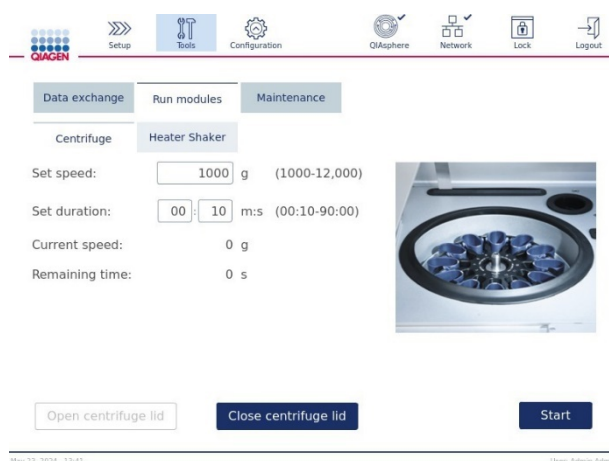 QIAGEN
Setup
Tools
Configuration
QIAsphere
Network
Lock
Logout
Data exchange
Run modules
Maintenance
Centrifuge
Heater Shaker
Set speed: 1000 g (1000-12,000)
Set duration: 00 : 10 m:s (00:10-90:00)
Current speed: 0 g
Remaining time: 0 s
Open centrifuge lid
Close centrifuge lid
Start